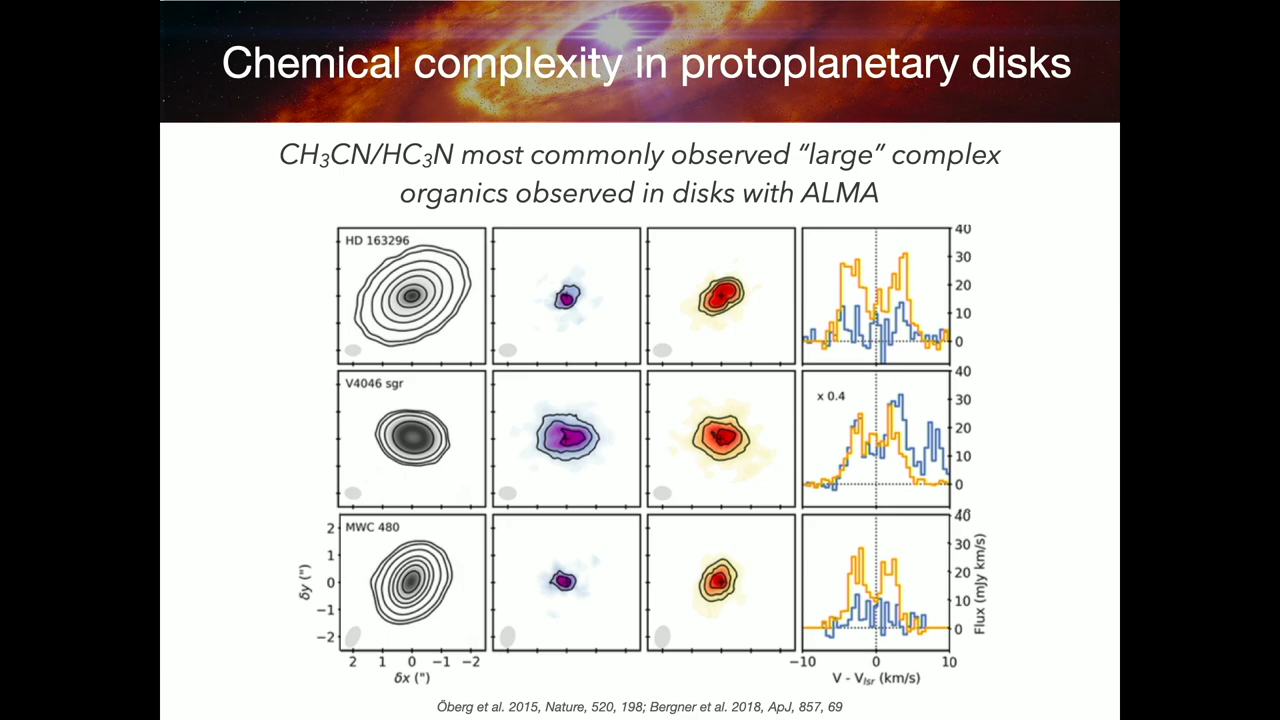 Chemical complexity in protoplanetary disks
CH₃CN/HC₃N most commonly observed “large” complex
organics observed in disks with ALMA
HD 163296
40
30
20
10
0
V4046 sgr
x 0.4
40
30
20
10
0
MWC 480
2
1
0
−1
−2
δy (")
40
30
20
10
0
Flux (mJy km/s)
2 1 0 −1 −2
−10 0 10
δx (")
V - Vlsr (km/s)
Öberg et al. 2015, Nature, 520, 198; Bergner et al. 2018, ApJ, 857, 69